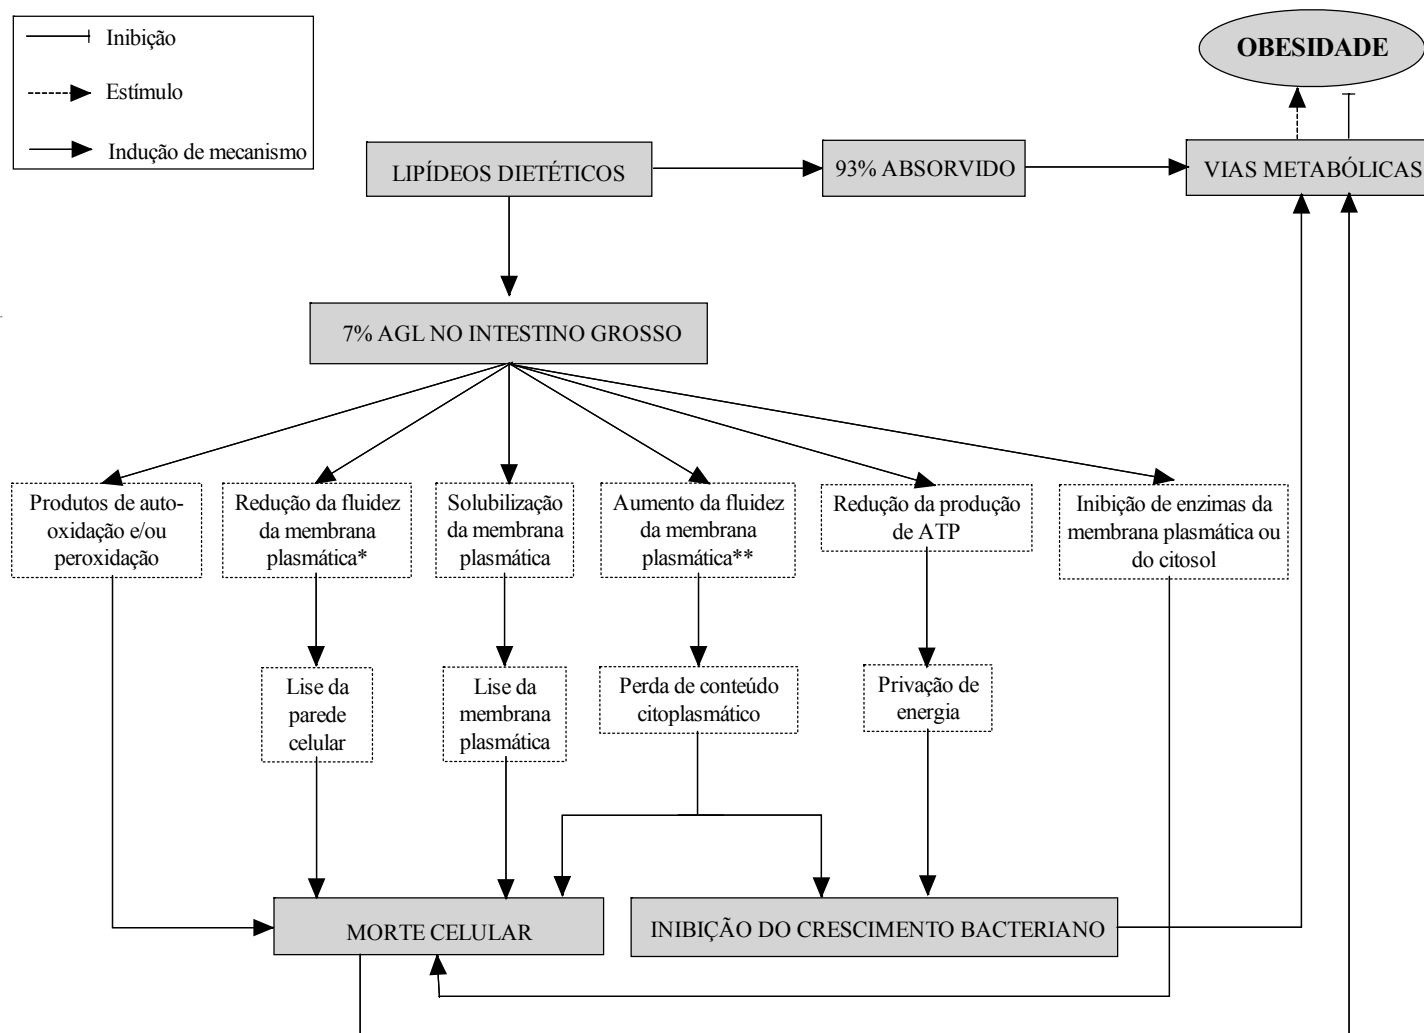 Inibição
Estímulo
Indução de mecanismo
OBESIDADE
LIPÍDEOS DIETÉTICOS
93% ABSORVIDO
VIAS METABÓLICAS
7% AGL NO INTESTINO GROSSO
Produtos de auto-
oxidação e/ou
peroxidação
Redução da fluidez
da membrana
plasmática*
Solubilização
da membrana
plasmática
Aumento da fluidez
da membrana
plasmática**
Redução da produção
de ATP
Inibição de enzimas da
membrana plasmática ou
do citosol
Lise da
parede
celular
Lise da
membrana
plasmática
Perda de conteúdo
citoplasmático
Privação de
energia
MORTE CELULAR
INIBIÇÃO DO CRESCIMENTO BACTERIANO